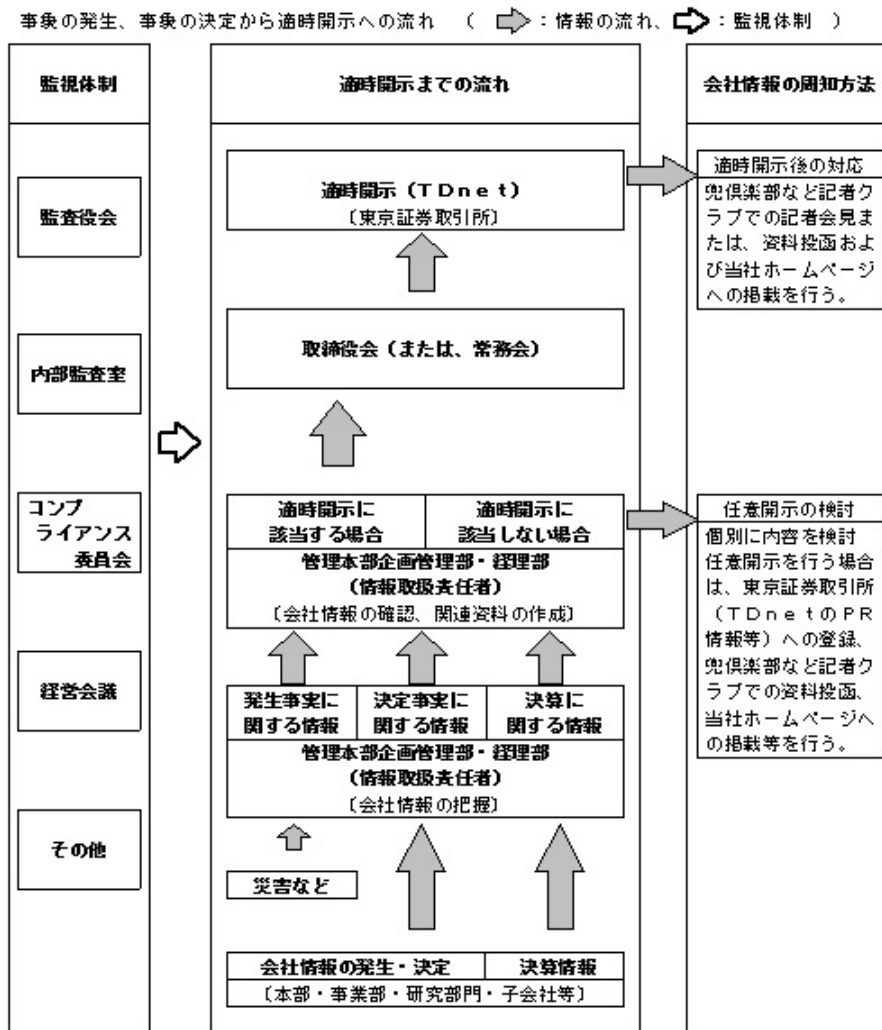 事象の発生、事象の決定から適時開示への流れ （ ：情報の流れ、 ：監視体制 ）
監視体制
監査役会
内部監査室
コンプ
ライアンス
委員会
経営会議
その他
適時開示までの流れ
適時開示（ＴＤｎｅｔ）
〔東京証券取引所〕
取締役会（または、常務会）
適時開示に
該当する場合
適時開示に
該当しない場合
管理本部企画管理部・経理部
（情報取扱責任者）
〔会社情報の確認、関連資料の作成〕
発生事実に
関する情報
決定事実に
関する情報
決算に
関する情報
管理本部企画管理部・経理部
（情報取扱責任者）
〔会社情報の把握〕
災害など
会社情報の発生・決定
決算情報
〔本部・事業部・研究部門・子会社等〕
会社情報の周知方法
適時開示後の対応
兜倶楽部など記者ク
ラブでの記者会見ま
たは、資料投函およ
び当社ホームページ
への掲載を行う。
任意開示の検討
個別に内容を検討
任意開示を行う場合
は、東京証券取引所
（ＴＤｎｅｔのＰＲ
情報等）への登録、
兜倶楽部など記者ク
ラブでの資料投函、
当社ホームページへ
の掲載等を行う。